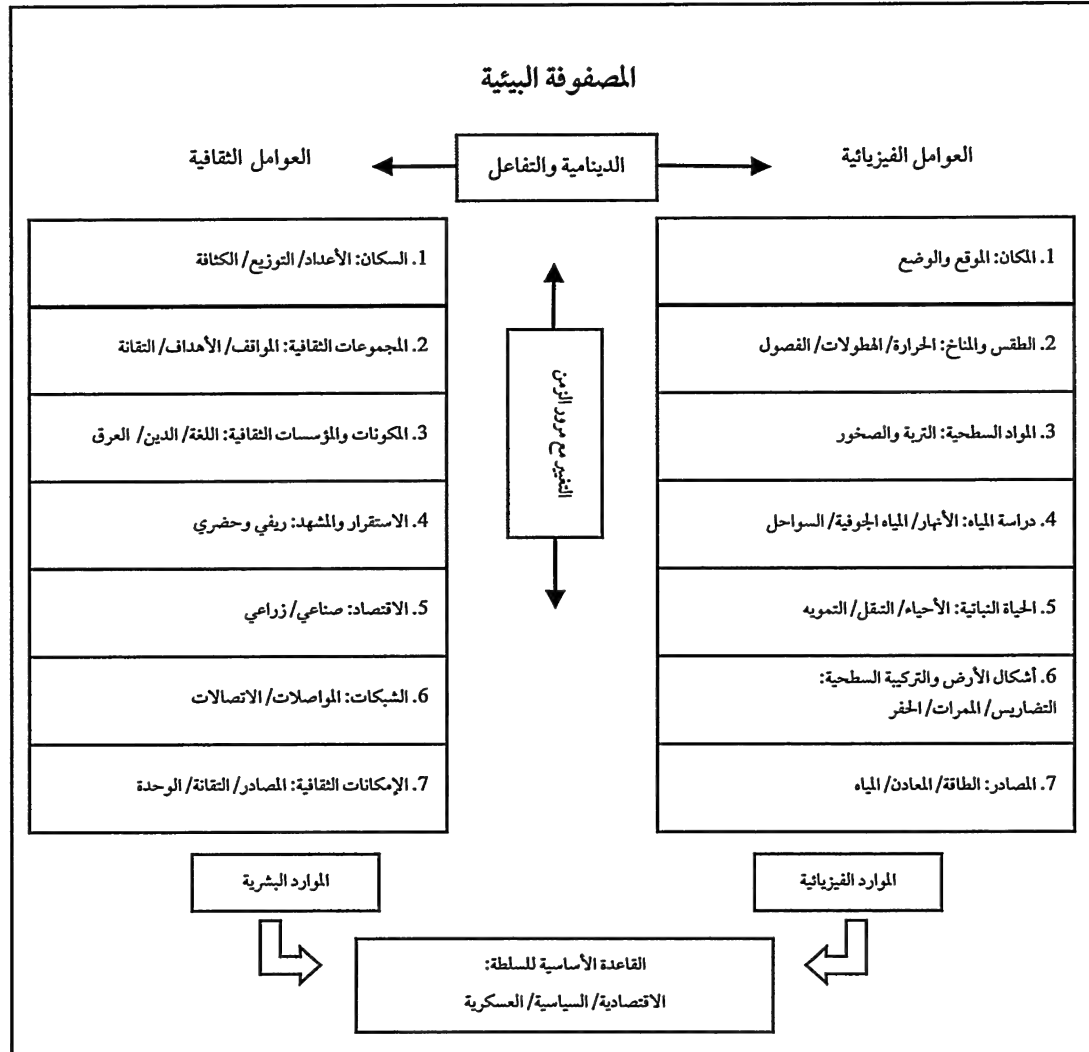 المصفوفة البيئية
العوامل الفيزيائية
الدينامية والتفاعل
العوامل الثقافية
1. المكان: الموقع والوضع
2. الطقس والمناخ: الحرارة/ الهطولات/ الفصول
3. المواد السطحية: التربة والصخور
4. دراسة المياه: الأنهار/ المياه الجوفية/ السواحل
5. الحياة النباتية: الأحياء/ التنقل/ التمويه
6. أشكال الأرض والتركيبة السطحية:
التضاريس/ الممرات/ الحفر
7. المصادر: الطاقة/ المعادن/ المياه
التغير مع مرور الزمن
1. السكان: الأعداد/ التوزيع/ الكثافة
2. المجموعات الثقافية: المواقف/ الأهداف/ التقانة
3. المكونات والمؤسسات الثقافية: اللغة/ الدين/ العرق
4. الاستقرار والمشهد: ريفي وحضري
5. الاقتصاد: صناعي/ زراعي
6. الشبكات: المواصلات/ الاتصالات
7. الإمكانات الثقافية: المصادر/ التقانة/ الوحدة
الموارد الفيزيائية
الموارد البشرية
القاعدة الأساسية للسلطة:
الاقتصادية/ السياسية/ العسكرية